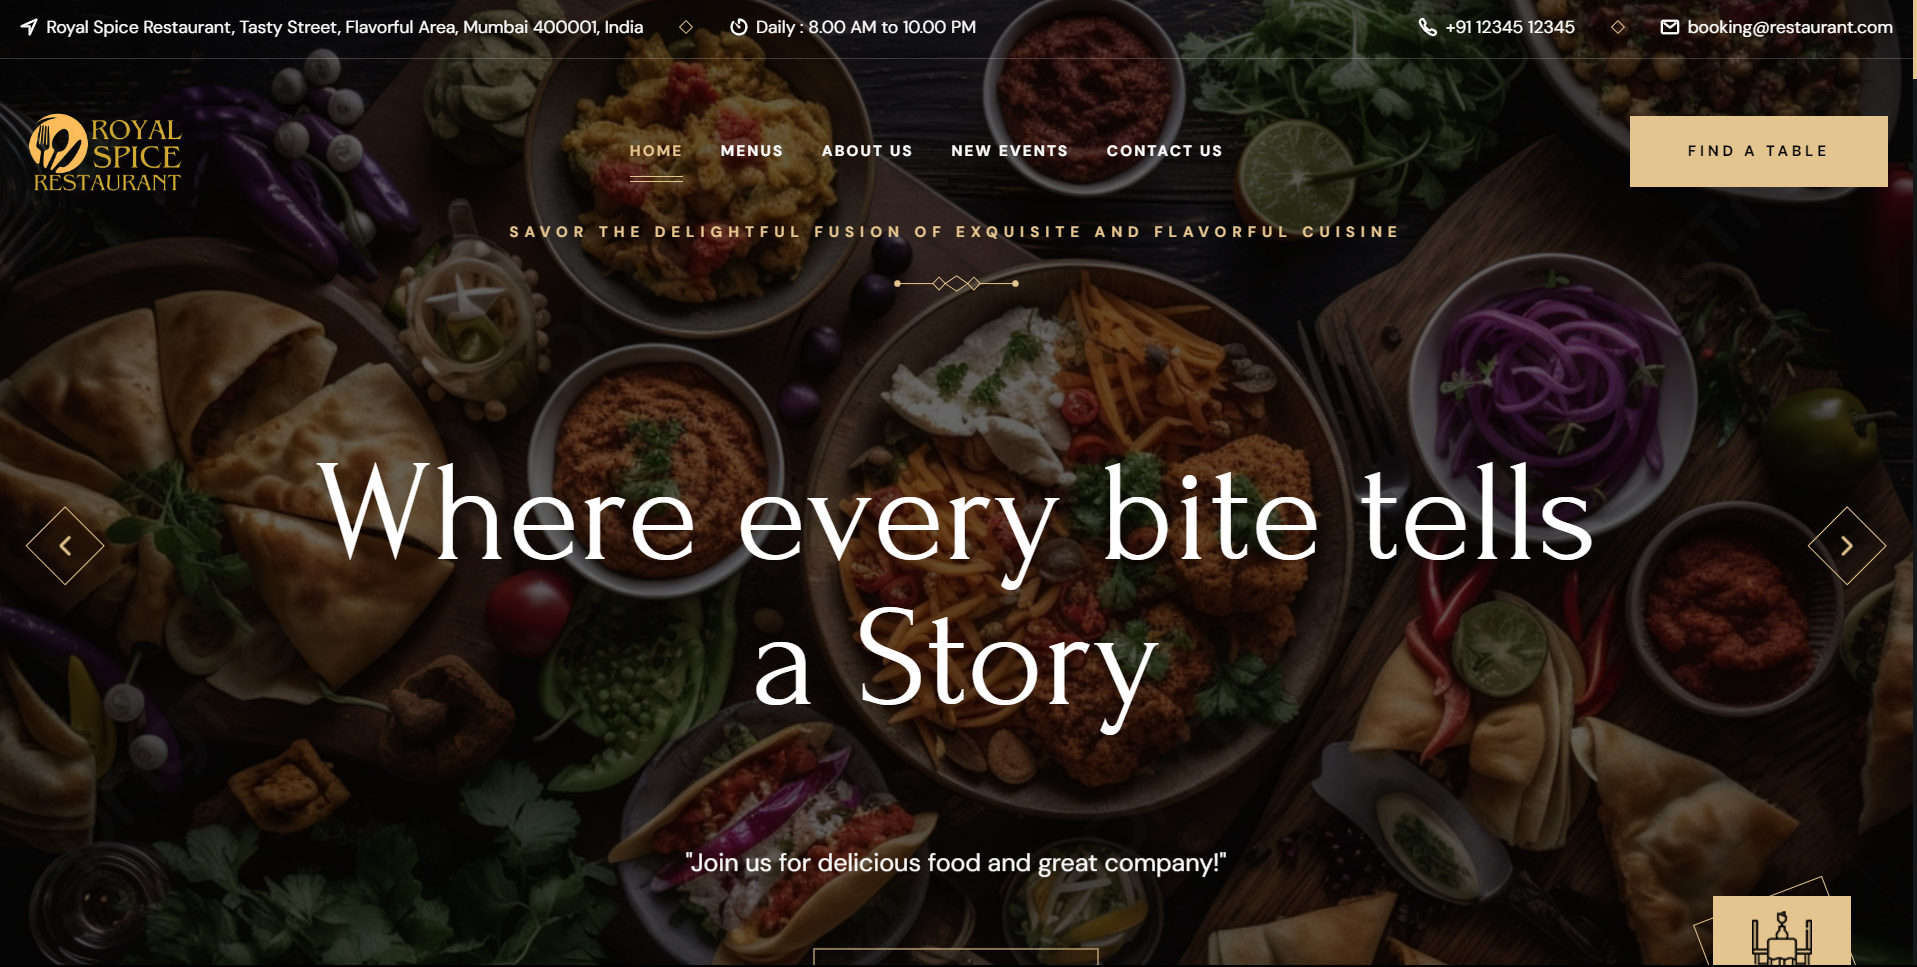 Royal Spice Restaurant, Tasty Street, Flavorful Area, Mumbai 400001, India
Daily : 8.00 AM to 10.00 PM
+91 12345 12345
booking@restaurant.com
ROYAL
SPICE
RESTAURANT
HOME
MENUS
ABOUT US
NEW EVENTS
CONTACT US
FIND A TABLE
SAVOR THE DELIGHTFUL FUSION OF EXQUISITE AND FLAVORFUL CUISINE
Where every bite tells
a Story
"Join us for delicious food and great company!"